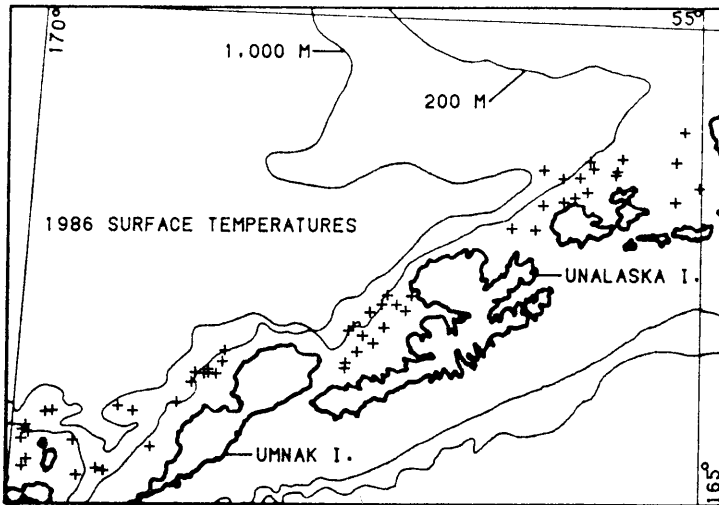 170°
55°
1,000 M
200 M
1986 SURFACE TEMPERATURES
UNALASKA I.
UMNAK I.
165°